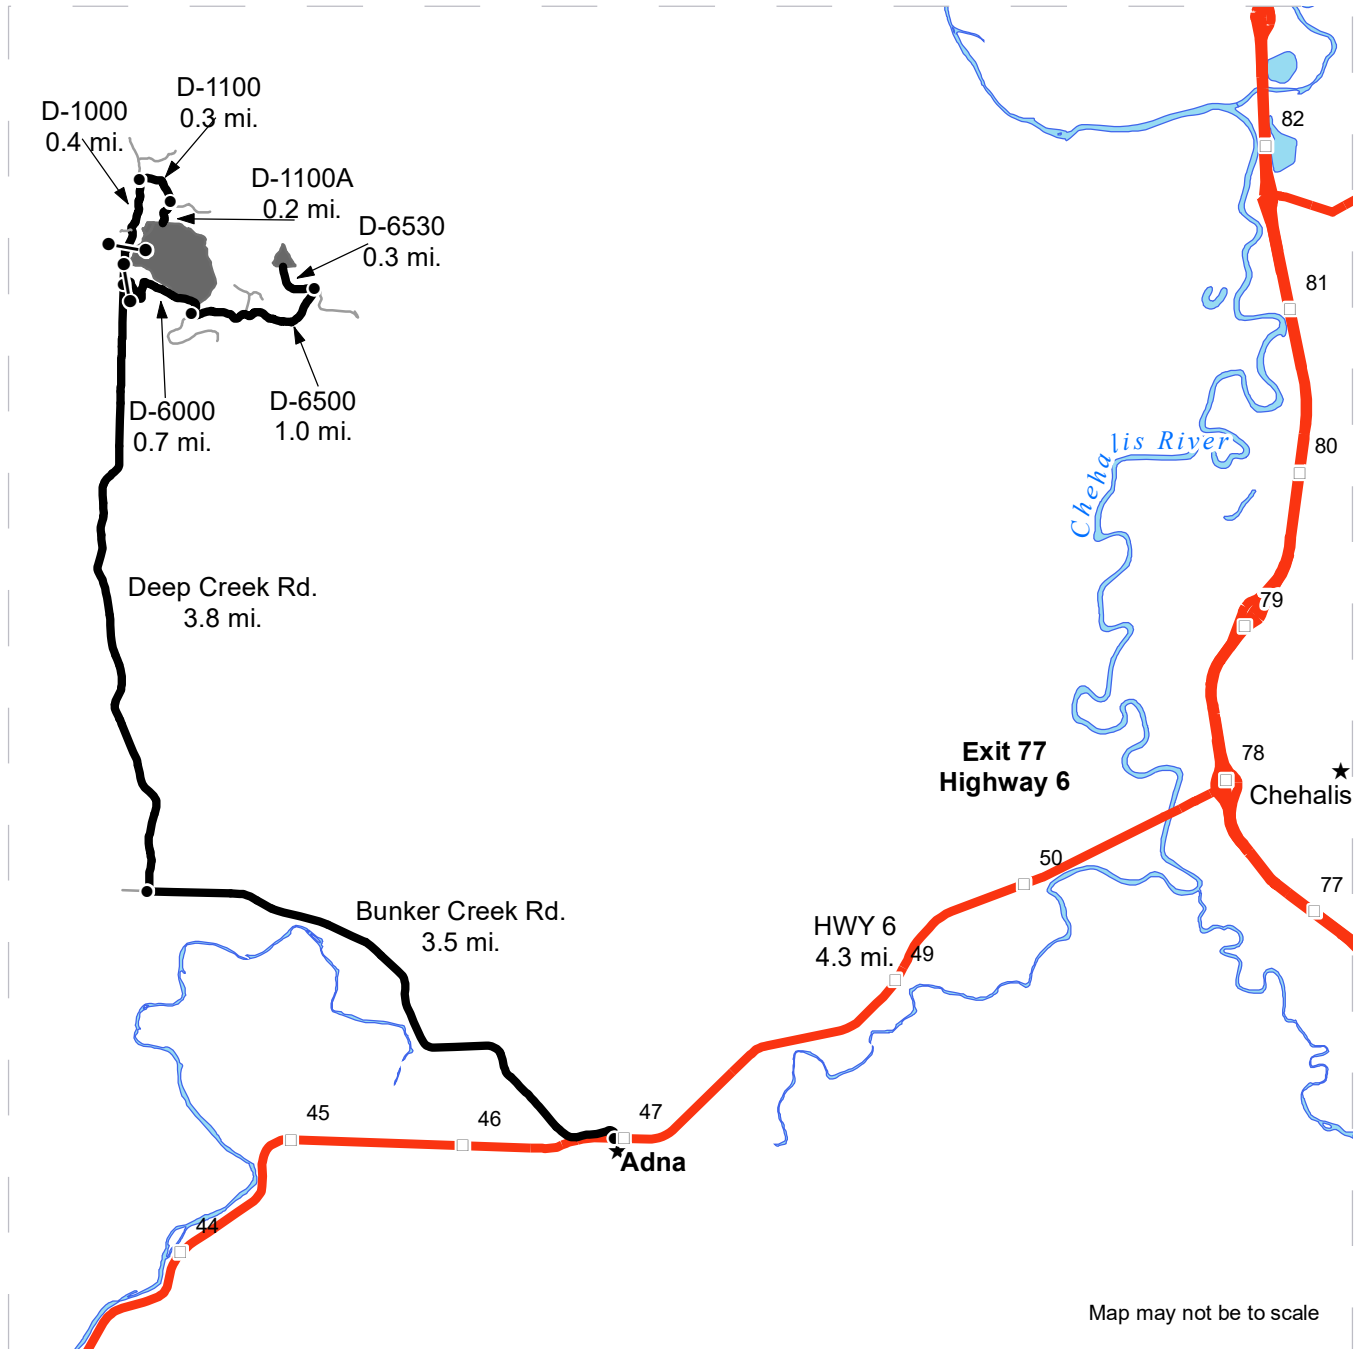 D-1100
0.3 mi.
D-1000
0.4 mi.
D-1100A
0.2 mi.
D-6530
0.3 mi.
D-6000
0.7 mi.
D-6500
1.0 mi.
82
81
80
Chehalis River
Deep Creek Rd.
3.8 mi.
79
78
Exit 77
Highway 6
Chehalis
50
77
Bunker Creek Rd.
3.5 mi.
HWY 6
4.3 mi.
49
45
46
47
Adna
44
Map may not be to scale